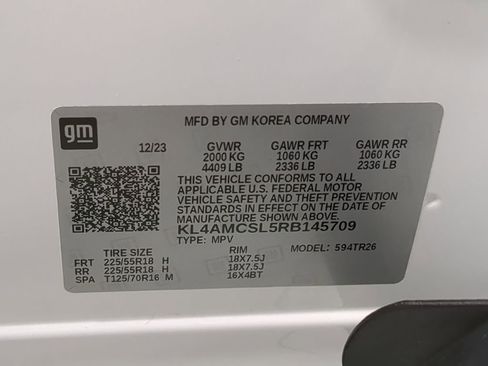 gm
MFD BY GM KOREA COMPANY
12/23 GVWR GAWR FRT GAWR RR
2000 KG 1060 KG 1060 KG
4409 LB 2336 LB 2336 LB
THIS VEHICLE CONFORMS TO ALL
APPLICABLE U.S. FEDERAL MOTOR
VEHICLE SAFETY AND THEFT PREVENTION
STANDARDS IN EFFECT ON THE DATE OF
MANUFACTURE SHOWN ABOVE.
KL4AMCSL5RB145709
TYPE: MPV MODEL: 594TR26
TIRE SIZE RIM
FRT 225/55R18 H 18X7.5J
RR 225/55R18 H 18X7.5J
SPA T125/70R16 M 16X4BT